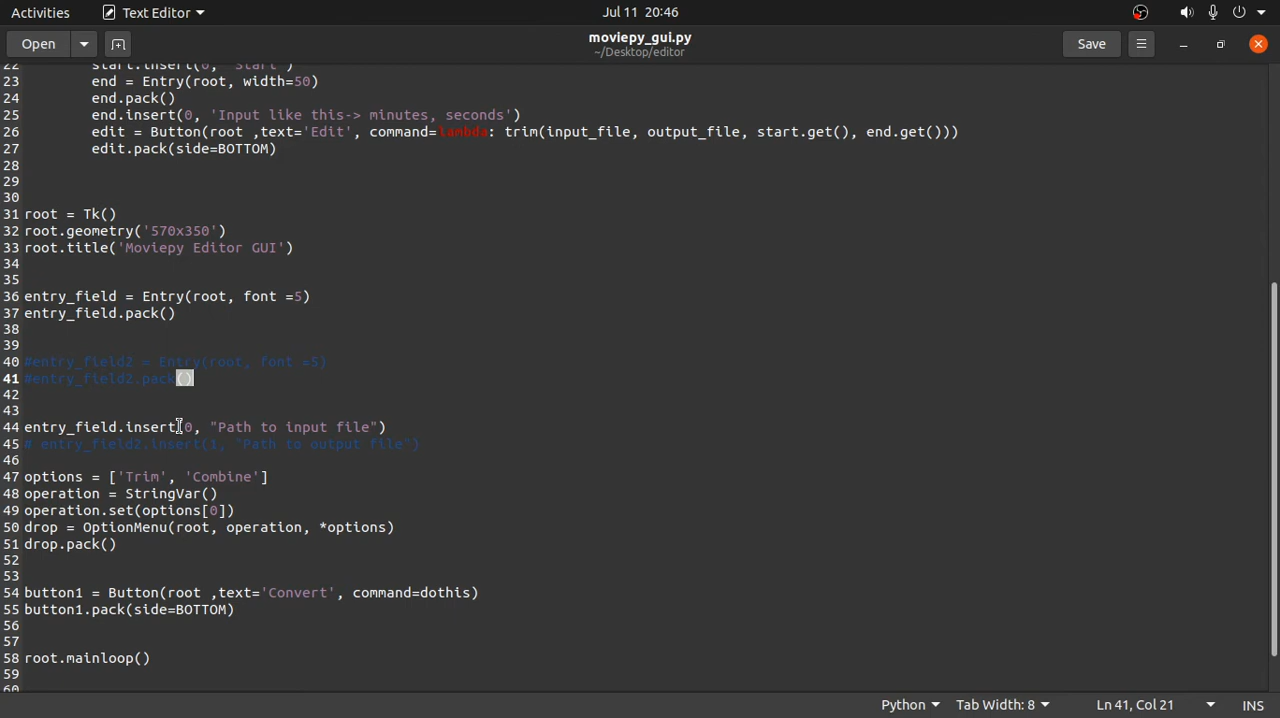 Activities Text Editor Jul 11 20:46
Open moviepy_gui.py Save
~/Desktop/editor
22 start.insert(0, 'Start')
23 end = Entry(root, width=50)
24 end.pack()
25 end.insert(0, 'Input like this-> minutes, seconds')
26 edit = Button(root ,text='Edit', command=lambda: trim(input_file, output_file, start.get(), end.get()))
27 edit.pack(side=BOTTOM)
28
29
30
31 root = Tk()
32 root.geometry('570x350')
33 root.title('Moviepy Editor GUI')
34
35
36 entry_field = Entry(root, font =5)
37 entry_field.pack()
38
39
40 #entry_field2 = Entry(root, font =5)
41 #entry_field2.pack()
42
43
44 entry_field.insert(0, "Path to input file")
45 # entry_field2.insert(1, "Path to output file")
46
47 options = ['Trim', 'Combine']
48 operation = StringVar()
49 operation.set(options[0])
50 drop = OptionMenu(root, operation, *options)
51 drop.pack()
52
53
54 button1 = Button(root ,text='Convert', command=dothis)
55 button1.pack(side=BOTTOM)
56
57
58 root.mainloop()
59
60
Python Tab Width: 8 Ln 41, Col 21 INS